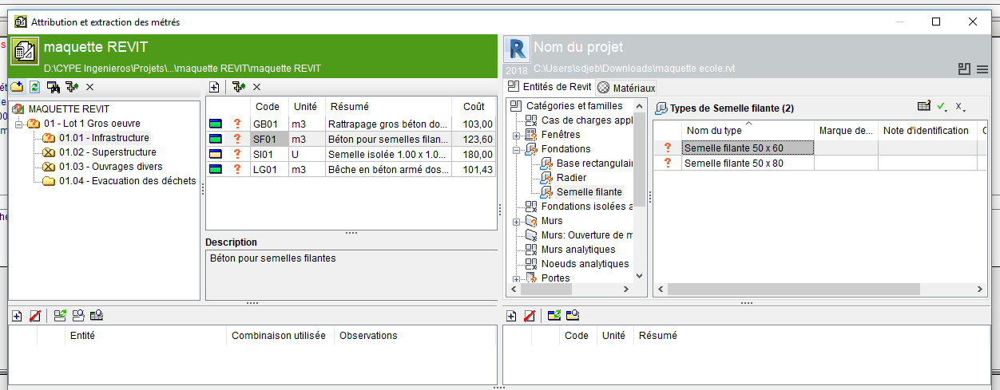 Attribution et extraction des métrés
maquette REVIT
D:\CYPE Ingenieros\Projets\...\maquette REVIT\maquette REVIT
MAQUETTE REVIT
01 - Lot 1 Gros oeuvre
01.01 - Infrastructure
01.02 - Superstructure
01.03 - Ouvrages divers
01.04 - Evacuation des déchets
Code Unité Résumé Coût
GB01 m3 Rattrapage gros béton do... 103,00
SF01 m3 Béton pour semelles filan... 123,60
SI01 U Semelle isolée 1.00 x 1.0... 180,00
LG01 m3 Bêche en béton armé dos... 101,43
Description
Béton pour semelles filantes
Entité Combinaison utilisée Observations
R
2018
Nom du projet
C:\Users\sdjeb\Downloads\maquette ecole.rvt
Entités de Revit Matériaux
Catégories et familles
Cas de charges appl
Fenêtres
Fondations
Base rectangulair
Radier
Semelle filante
Fondations isolées a
Murs
Murs: Ouverture de m
Murs analytiques
Noeuds analytiques
Portes
Types de Semelle filante (2)
Nom du type Marque de... Note d'identification C
Semelle filante 50 x 60
Semelle filante 50 x 80
Code Unité Résumé